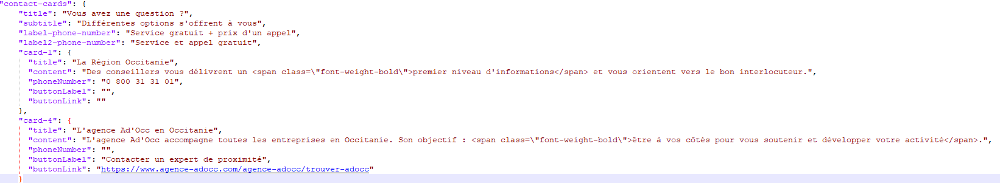 "contact-cards": {
"title": "Vous avez une question ?",
"subtitle": "Différentes options s'offrent à vous",
"label-phone-number": "Service gratuit + prix d'un appel",
"label2-phone-number": "Service et appel gratuit",
"card-1": {
"title": "La Région Occitanie",
"content": "Des conseillers vous délivrent un <span class=\"font-weight-bold\">premier niveau d'informations</span> et vous orientent vers le bon interlocuteur.",
"phoneNumber": "0 800 31 31 01",
"buttonLabel": "",
"buttonLink": ""
},
"card-4": {
"title": "L'agence Ad'Occ en Occitanie",
"content": "L'agence Ad'Occ accompagne toutes les entreprises en Occitanie. Son objectif : <span class=\"font-weight-bold\">être à vos côtés pour vous soutenir et développer votre activité</span>.",
"phoneNumber": "",
"buttonLabel": "Contacter un expert de proximité",
"buttonLink": "https://www.agence-adocc.com/agence-adocc/trouver-adocc"
}